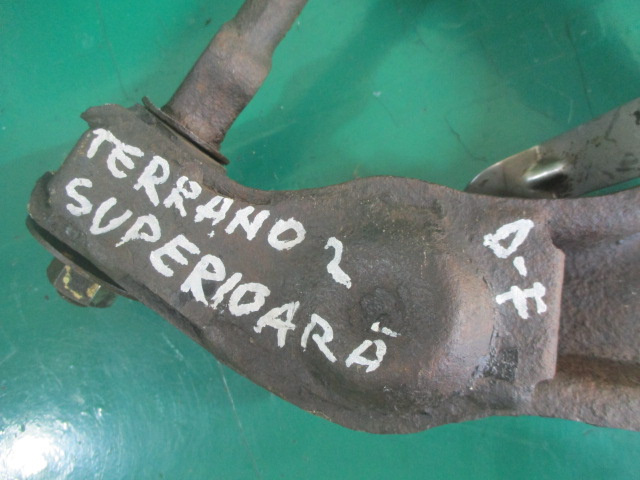 TERRANO 2
SUPERIOARĂ
D-F